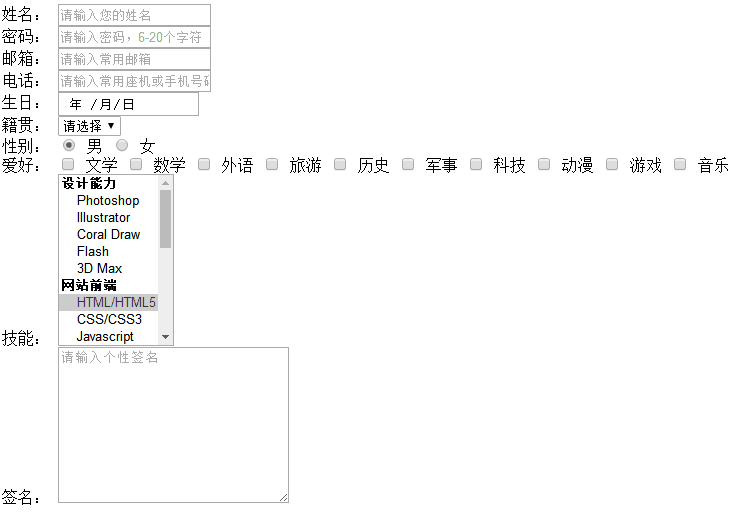 姓名： 请输入您的姓名
密码： 请输入密码，6-20个字符
邮箱： 请输入常用邮箱
电话： 请输入常用座机或手机号码
生日： 年 /月/日
籍贯： 请选择
性别： 男 女
爱好： 文学 数学 外语 旅游 历史 军事 科技 动漫 游戏 音乐
设计能力
Photoshop
Illustrator
Coral Draw
Flash
3D Max
网站前端
HTML/HTML5
CSS/CSS3
Javascript
技能：
请输入个性签名
签名：